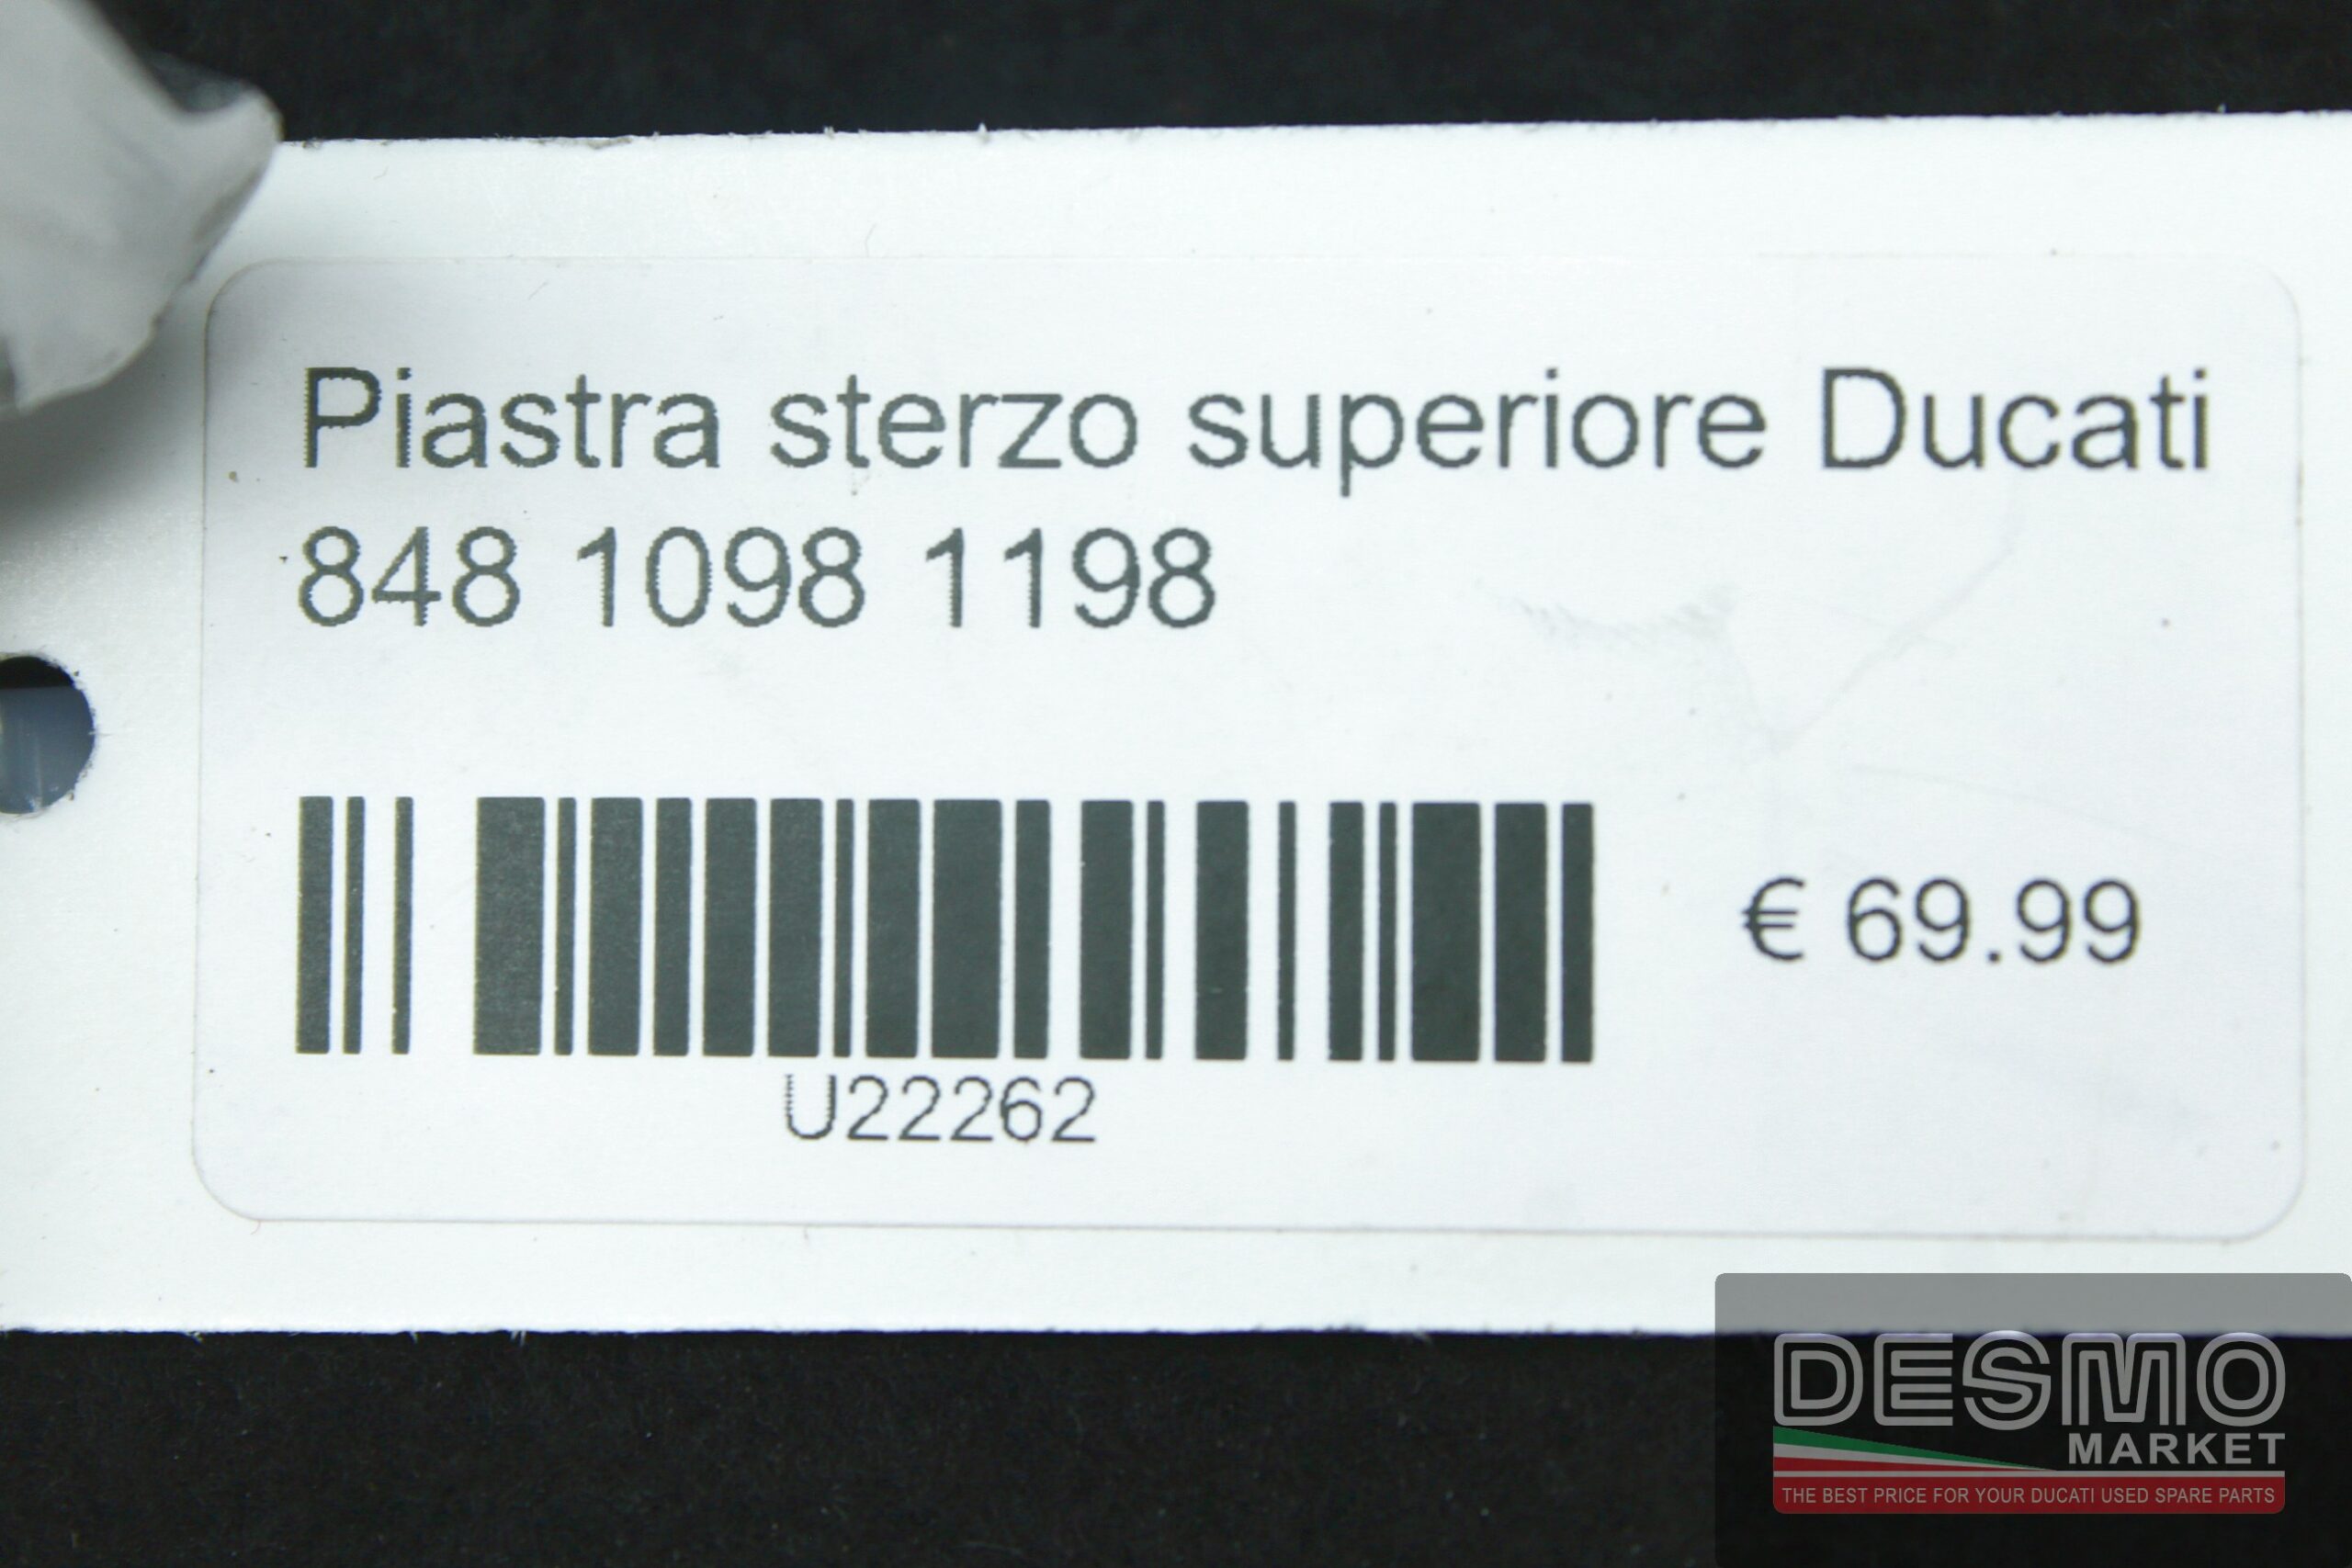 Piastra sterzo superiore Ducati
848 1098 1198
€ 69.99
U22262
DESMO
MARKET
THE BEST PRICE FOR YOUR DUCATI USED SPARE PARTS